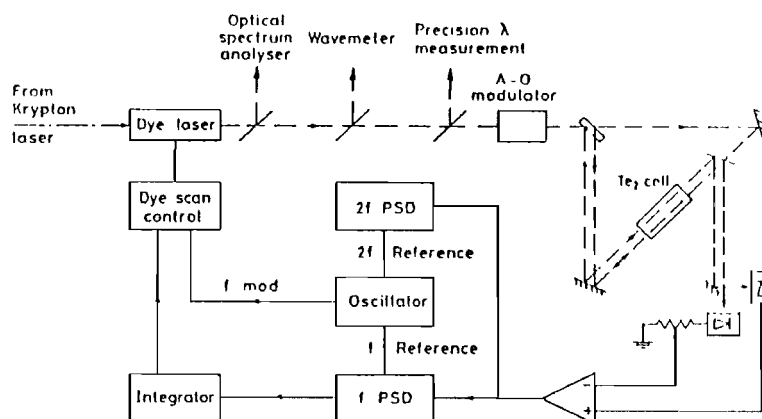 Optical
spectrum
analyser
Wavemeter
Precision λ
measurement
A-O
modulator
From
Krypton
laser
Dye laser
Te₂ cell
Dye scan
control
2f PSD
2f Reference
f mod
Oscillator
f Reference
Integrator
f PSD
−
+